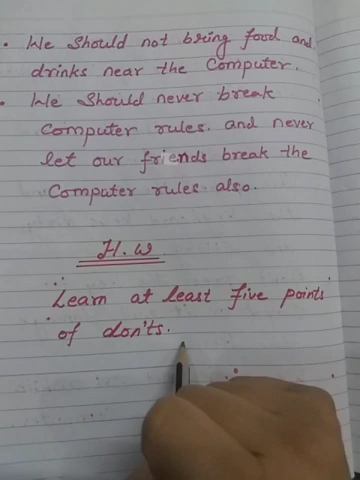 • We should not bring food and
drinks near the Computer.
• We should never break
Computer rules. and never
let our friends break the
Computer rules also.
H.W
Learn at least five points
of don'ts.